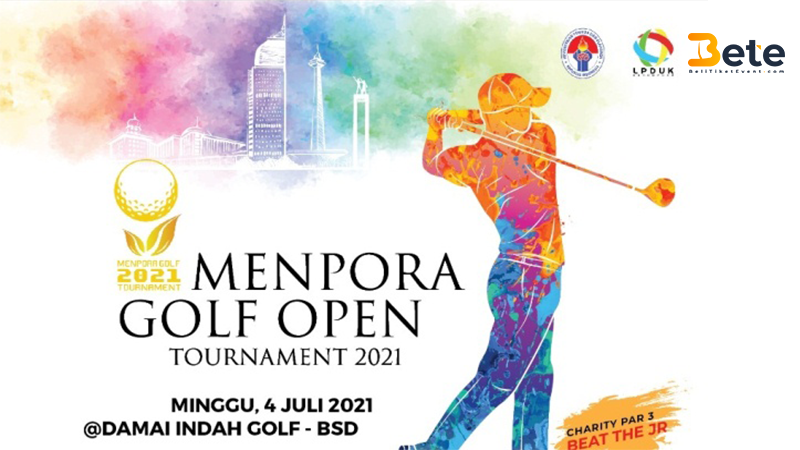 LPDUK
Bete
BeliTiketEvent.com
MENPORA GOLF
2021
TOURNAMENT
MENPORA
GOLF OPEN
TOURNAMENT 2021
MINGGU, 4 JULI 2021
@DAMAI INDAH GOLF - BSD
CHARITY PAR 3
BEAT THE JR